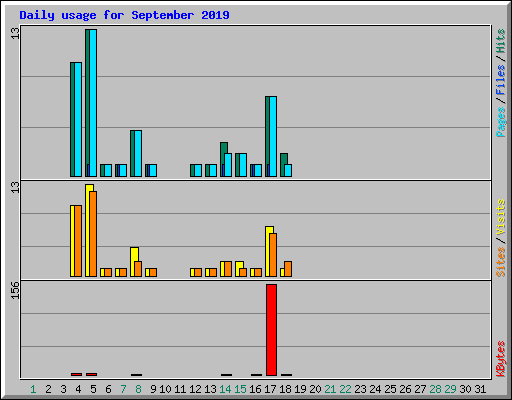 Daily usage for September 2019
13
13
156
Pages / Files / Hits
Sites / Visits
KBytes
1 2 3 4 5 6 7 8 9 10 11 12 13 14 15 16 17 18 19 20 21 22 23 24 25 26 27 28 29 30 31